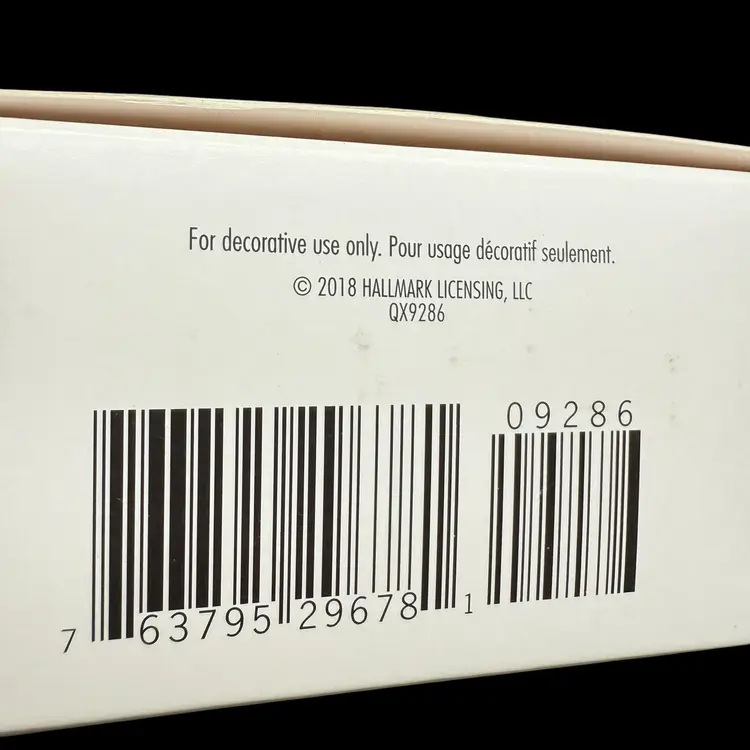 For decorative use only. Pour usage décoratif seulement.
© 2018 HALLMARK LICENSING, LLC
QX9286
09286
7 63795 29678 1